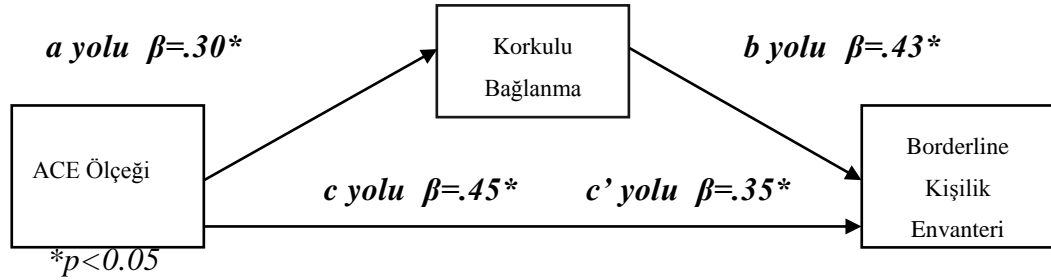 a yolu β=.30*
Korkulu
Bağlanma
b yolu β=.43*
ACE Ölçeği
c yolu β=.45*
c’ yolu β=.35*
Borderline
Kişilik
Envanteri
*p<0.05